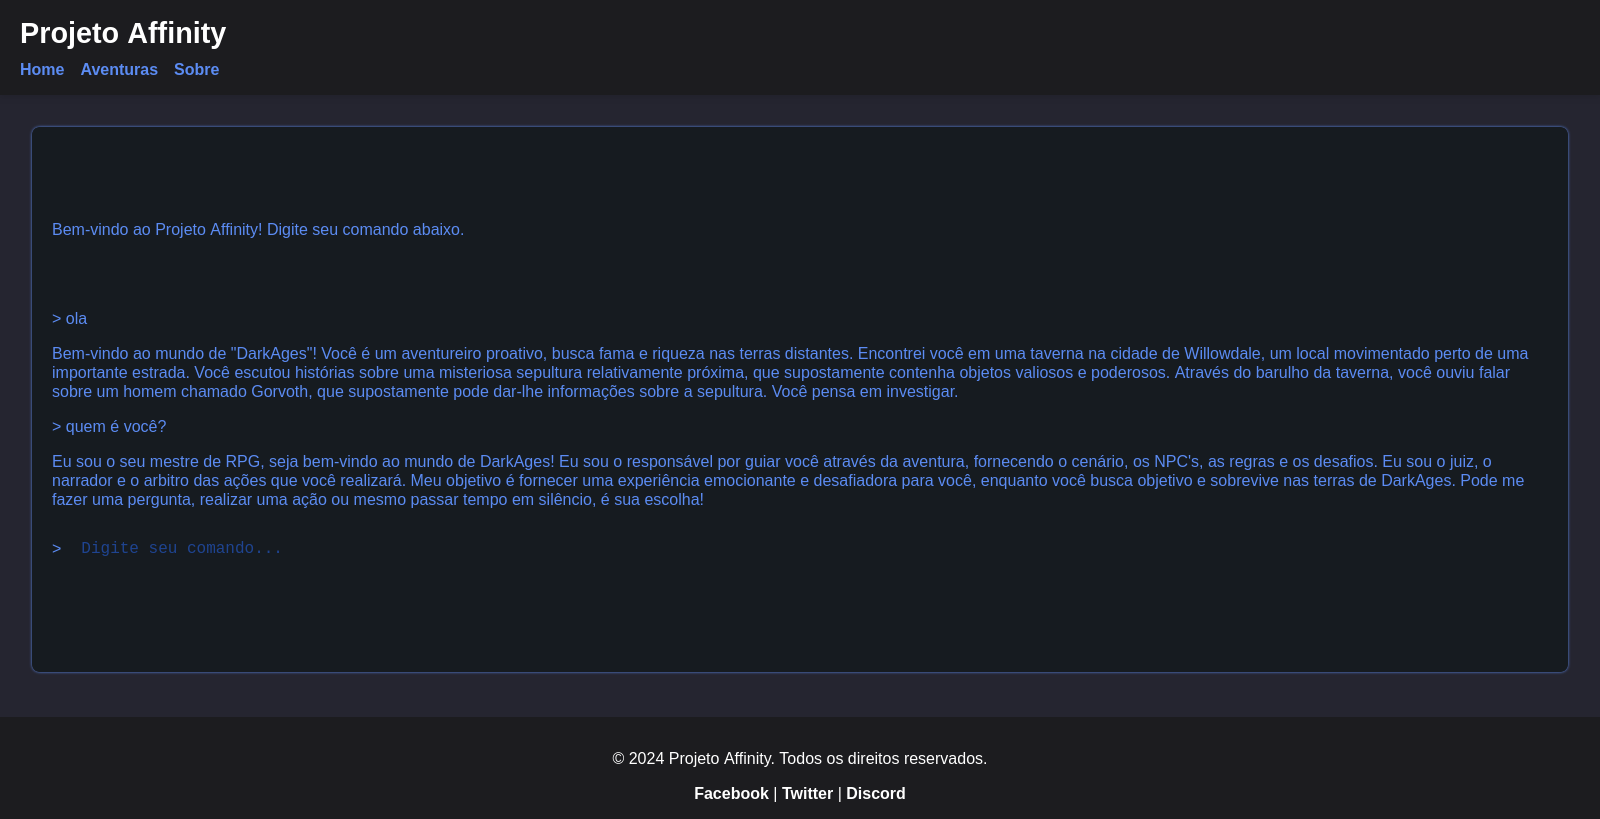 Projeto Affinity
Home Aventuras Sobre
Bem-vindo ao Projeto Affinity! Digite seu comando abaixo.
> ola
Bem-vindo ao mundo de "DarkAges"! Você é um aventureiro proativo, busca fama e riqueza nas terras distantes. Encontrei você em uma taverna na cidade de Willowdale, um local movimentado perto de uma
importante estrada. Você escutou histórias sobre uma misteriosa sepultura relativamente próxima, que supostamente contenha objetos valiosos e poderosos. Através do barulho da taverna, você ouviu falar
sobre um homem chamado Gorvoth, que supostamente pode dar-lhe informações sobre a sepultura. Você pensa em investigar.
> quem é você?
Eu sou o seu mestre de RPG, seja bem-vindo ao mundo de DarkAges! Eu sou o responsável por guiar você através da aventura, fornecendo o cenário, os NPC's, as regras e os desafios. Eu sou o juiz, o
narrador e o arbitro das ações que você realizará. Meu objetivo é fornecer uma experiência emocionante e desafiadora para você, enquanto você busca objetivo e sobrevive nas terras de DarkAges. Pode me
fazer uma pergunta, realizar uma ação ou mesmo passar tempo em silêncio, é sua escolha!
> Digite seu comando...
© 2024 Projeto Affinity. Todos os direitos reservados.
Facebook | Twitter | Discord